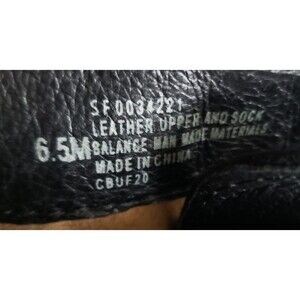 SF0034221
LEATHER UPPER AND SOCK
6.5M BALANCE MAN MADE MATERIALS
MADE IN CHINA
CBUF20